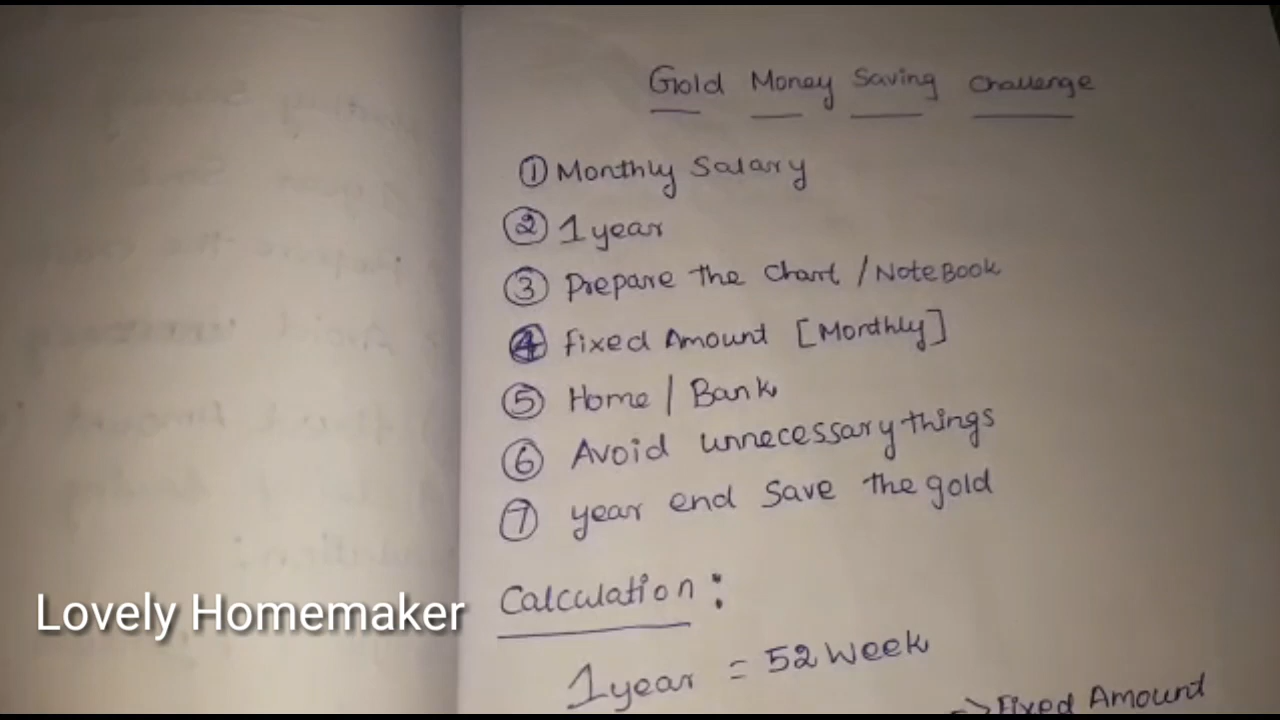 Gold Money Saving Challenge
① Monthly Salary
② 1 year
③ Prepare the Chart / NoteBook
④ Fixed Amount [Monthly]
⑤ Home / Bank
⑥ Avoid unnecessary things
⑦ year end save the gold
Calculation :
1 year = 52 week
-> Fixed Amount
Lovely Homemaker